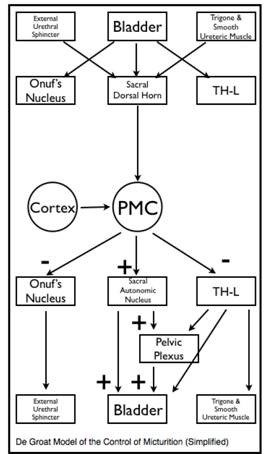 External
Urethral
Sphincter
Bladder
Trigone &
Smooth
Ureteric Muscle
Onuf's
Nucleus
Sacral
Dorsal Horn
TH-L
Cortex
PMC
-
+
-
Onuf's
Nucleus
Sacral
Autonomic
Nucleus
TH-L
+
Pelvic
Plexus
+
+
External
Urethral
Sphincter
Bladder
Trigone &
Smooth
Ureteric Muscle
De Groat Model of the Control of Micturition (Simplified)